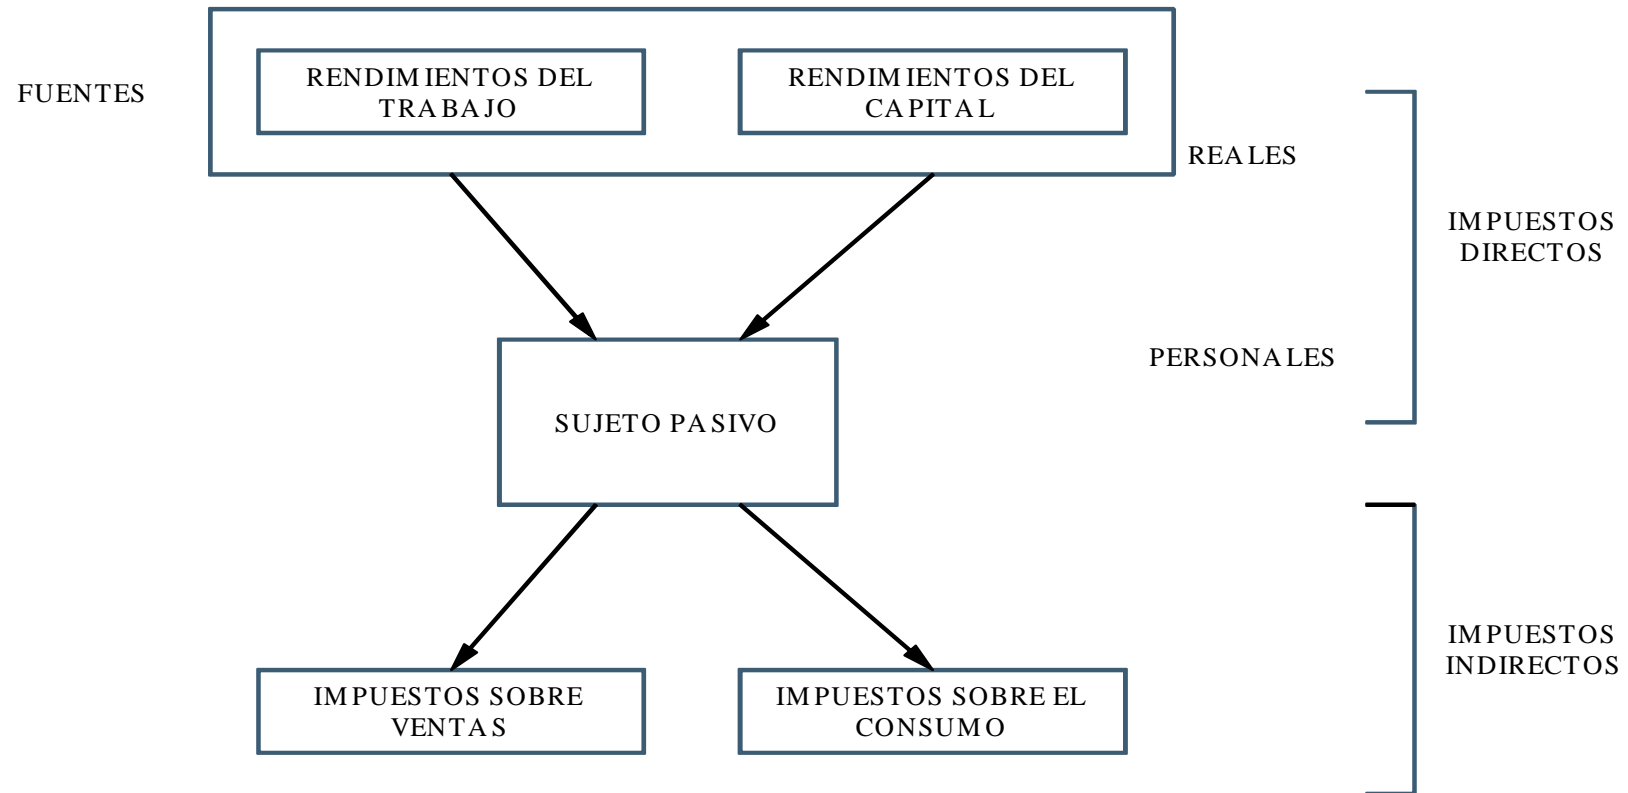 FUENTES
RENDIMIENTOS DEL
TRABAJO
RENDIMIENTOS DEL
CAPITAL
REALES
IMPUESTOS
DIRECTOS
PERSONALES
SUJETO PASIVO
IMPUESTOS
INDIRECTOS
IMPUESTOS SOBRE
VENTAS
IMPUESTOS SOBRE EL
CONSUMO